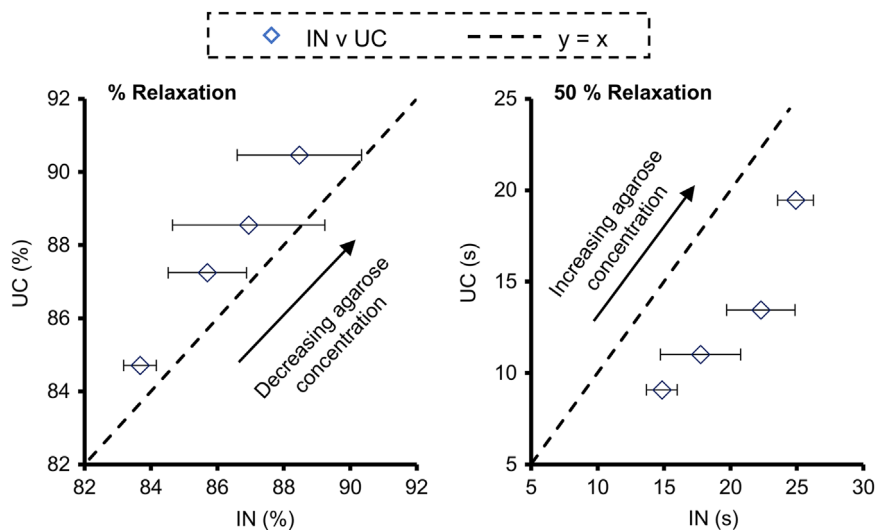 IN v UC
y = x
% Relaxation
92
90
88
86
84
82
UC (%)
82
84
86
88
90
92
IN (%)
Decreasing agarose
concentration
50 % Relaxation
25
20
15
10
5
UC (s)
5
10
15
20
25
30
IN (s)
Increasing agarose
concentration